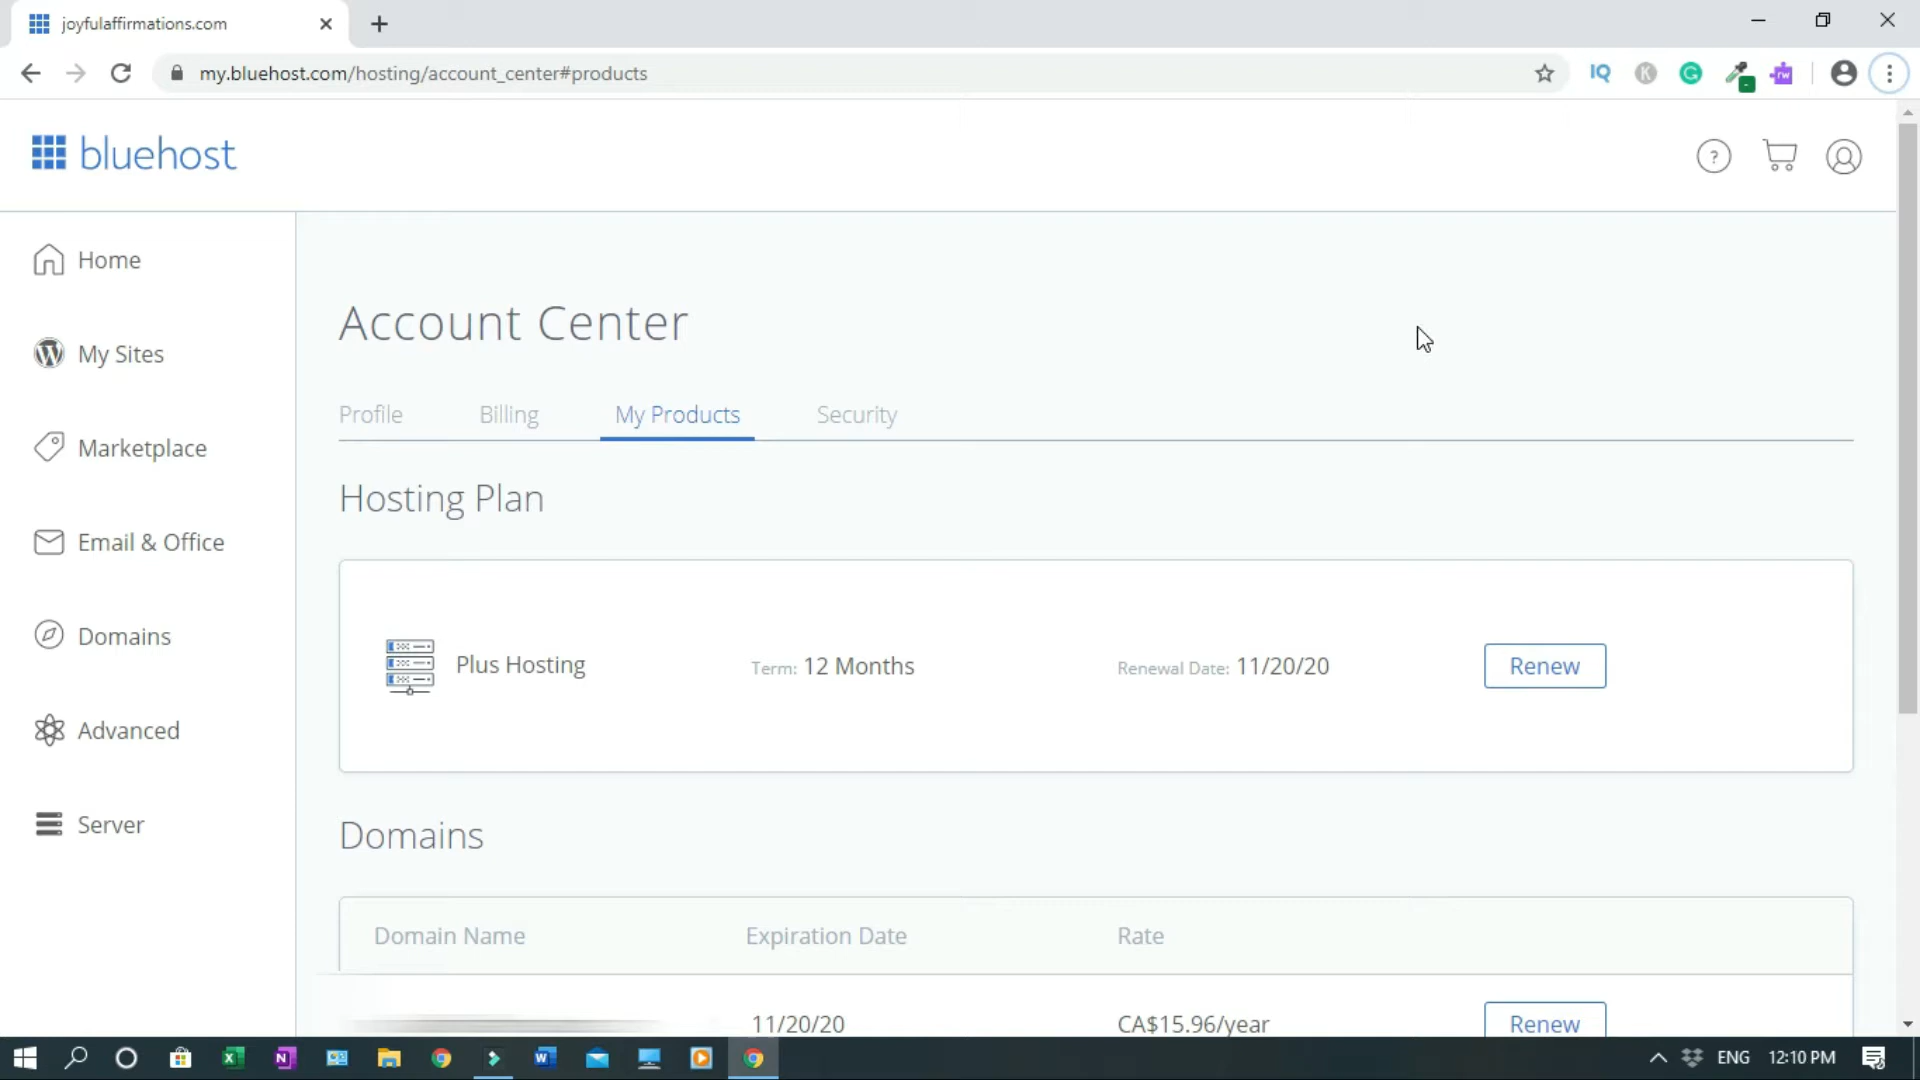 joyfulaffirmations.com
my.bluehost.com/hosting/account_center#products
IQ
K
G
rw
bluehost
?
Home
My Sites
Marketplace
Email & Office
Domains
Advanced
Server
Account Center
Profile
Billing
My Products
Security
Hosting Plan
Plus Hosting
Term: 12 Months
Renewal Date: 11/20/20
Renew
Domains
Domain Name
Expiration Date
Rate
11/20/20
CA$15.96/year
Renew
ENG
12:10 PM